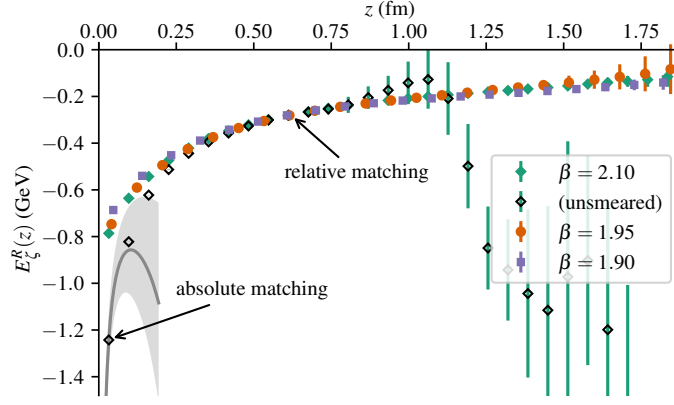 z (fm)
0.00 0.25 0.50 0.75 1.00 1.25 1.50 1.75
0.0
−0.2
−0.4
−0.6
−0.8
−1.0
−1.2
−1.4
E_ζ^R(z) (GeV)
relative matching
absolute matching
β = 2.10
(unsmeared)
β = 1.95
β = 1.90